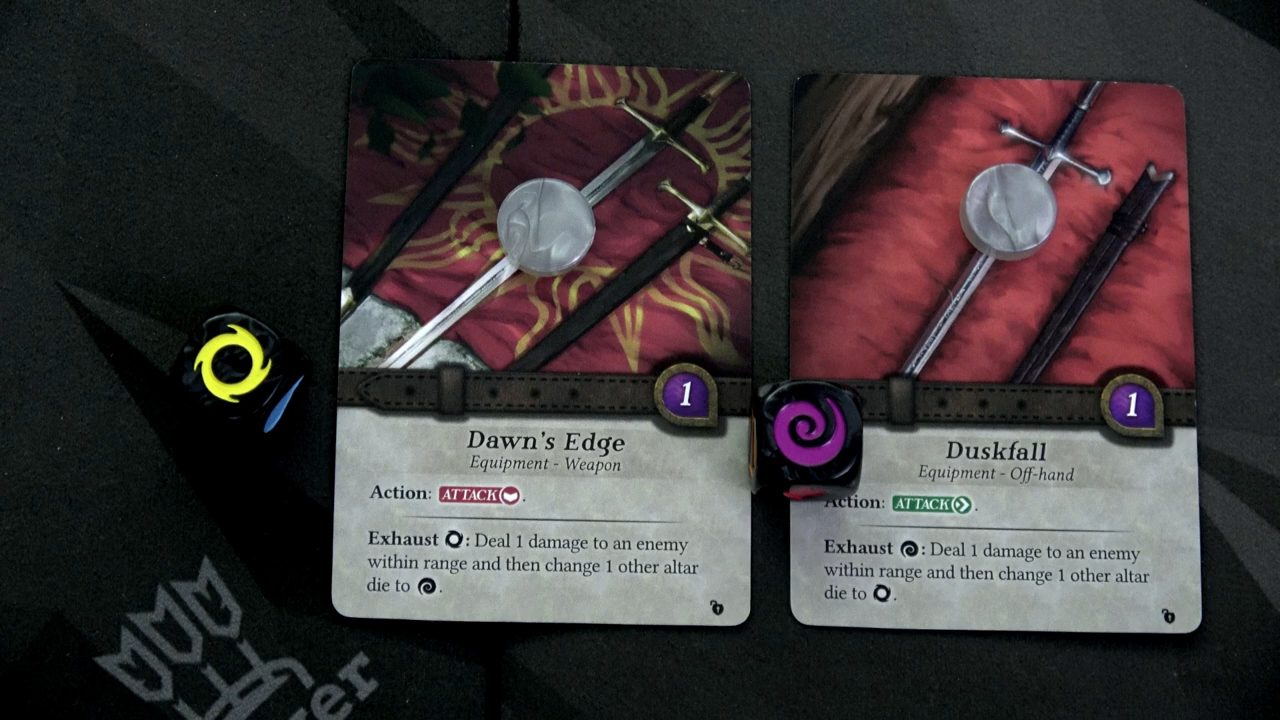 1
Dawn's Edge
Equipment - Weapon
Action: ATTACK.
Exhaust : Deal 1 damage to an enemy
within range and then change 1 other altar
die to .
1
Duskfall
Equipment - Off-hand
Action: ATTACK.
Exhaust : Deal 1 damage to an enemy
within range and then change 1 other altar
die to .